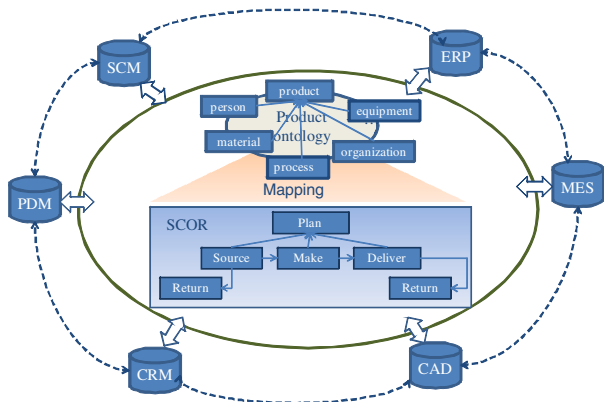 ERP
SCM
product
person
equipment
Product
ontology
material
organization
process
Mapping
PDM
MES
SCOR
Plan
Source
Make
Deliver
Return
Return
CRM
CAD